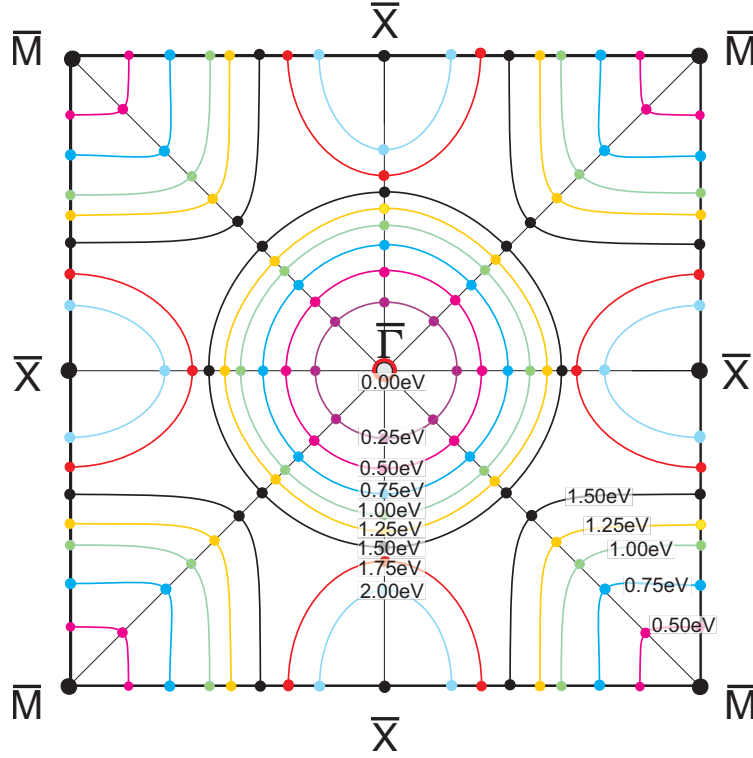 X̅
M̅ M̅
Γ̅
X̅ X̅
0.00eV
0.25eV
0.50eV
0.75eV
1.00eV
1.25eV
1.50eV
1.75eV
2.00eV
1.50eV
1.25eV
1.00eV
0.75eV
0.50eV
M̅ M̅
X̅